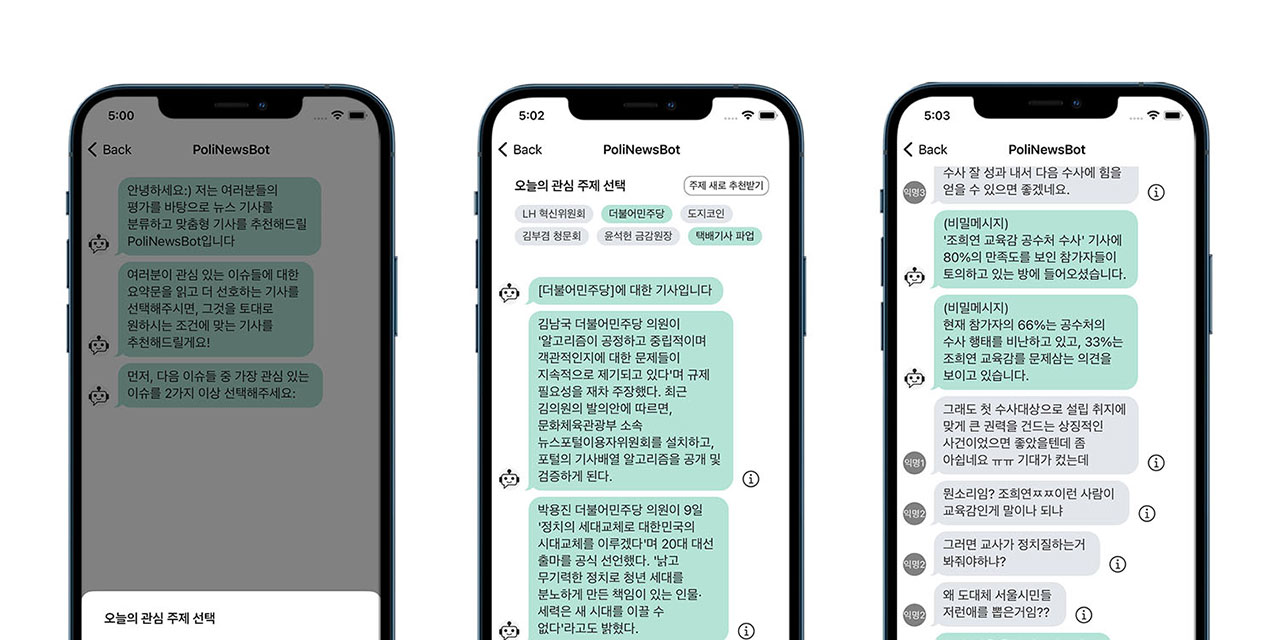 5:00
Back
PoliNewsBot
안녕하세요:) 저는 여러분들의
평가를 바탕으로 뉴스 기사를
분류하고 맞춤형 기사를 추천해드릴
PoliNewsBot입니다
여러분이 관심 있는 이슈들에 대한
요약문을 읽고 더 선호하는 기사를
선택해주시면, 그것을 토대로
원하시는 조건에 맞는 기사를
추천해드릴게요!
먼저, 다음 이슈들 중 가장 관심 있는
이슈를 2가지 이상 선택해주세요:
오늘의 관심 주제 선택
5:02
Back
PoliNewsBot
오늘의 관심 주제 선택
주제 새로 추천받기
LH 혁신위원회
더불어민주당
도지코인
김부겸 청문회
윤석헌 금감원장
택배기사 파업
[더불어민주당]에 대한 기사입니다
김남국 더불어민주당 의원이
'알고리즘이 공정하고 중립적이며
객관적인지에 대한 문제들이
지속적으로 제기되고 있다'며 규제
필요성을 재차 주장했다. 최근
김의원의 발의안에 따르면,
문화체육관광부 소속
뉴스포털이용자위원회를 설치하고,
포털의 기사배열 알고리즘을 공개 및
검증하게 된다.
박용진 더불어민주당 의원이 9일
'정치의 세대교체로 대한민국의
시대교체를 이루겠다'며 20대 대선
출마를 공식 선언했다. '낡고
무기력한 정치로 청년 세대를
분노하게 만든 책임이 있는 인물·
세력은 새 시대를 이끌 수
없다'라고도 밝혔다.
5:03
Back
PoliNewsBot
수사 잘 성과 내서 다음 수사에 힘을
얻을 수 있으면 좋겠네요.
익명3
(비밀메시지)
'조희연 교육감 공수처 수사' 기사에
80%의 만족도를 보인 참가자들이
토의하고 있는 방에 들어오셨습니다.
(비밀메시지)
현재 참가자의 66%는 공수처의
수사 행태를 비난하고 있고, 33%는
조희연 교육감를 문제삼는 의견을
보이고 있습니다.
그래도 첫 수사대상으로 설립 취지에
맞게 큰 권력을 건드는 상징적인
사건이었으면 좋았을텐데 좀
아쉽네요 ㅠㅠ 기대가 컸는데
익명1
뭔소리임? 조희연ㅉㅉ이런 사람이
교육감인게 말이나 되냐
익명2
그러면 교사가 정치질하는거
봐줘야하냐?
익명2
왜 도대체 서울시민들
저런애를 뽑은거임??
익명2